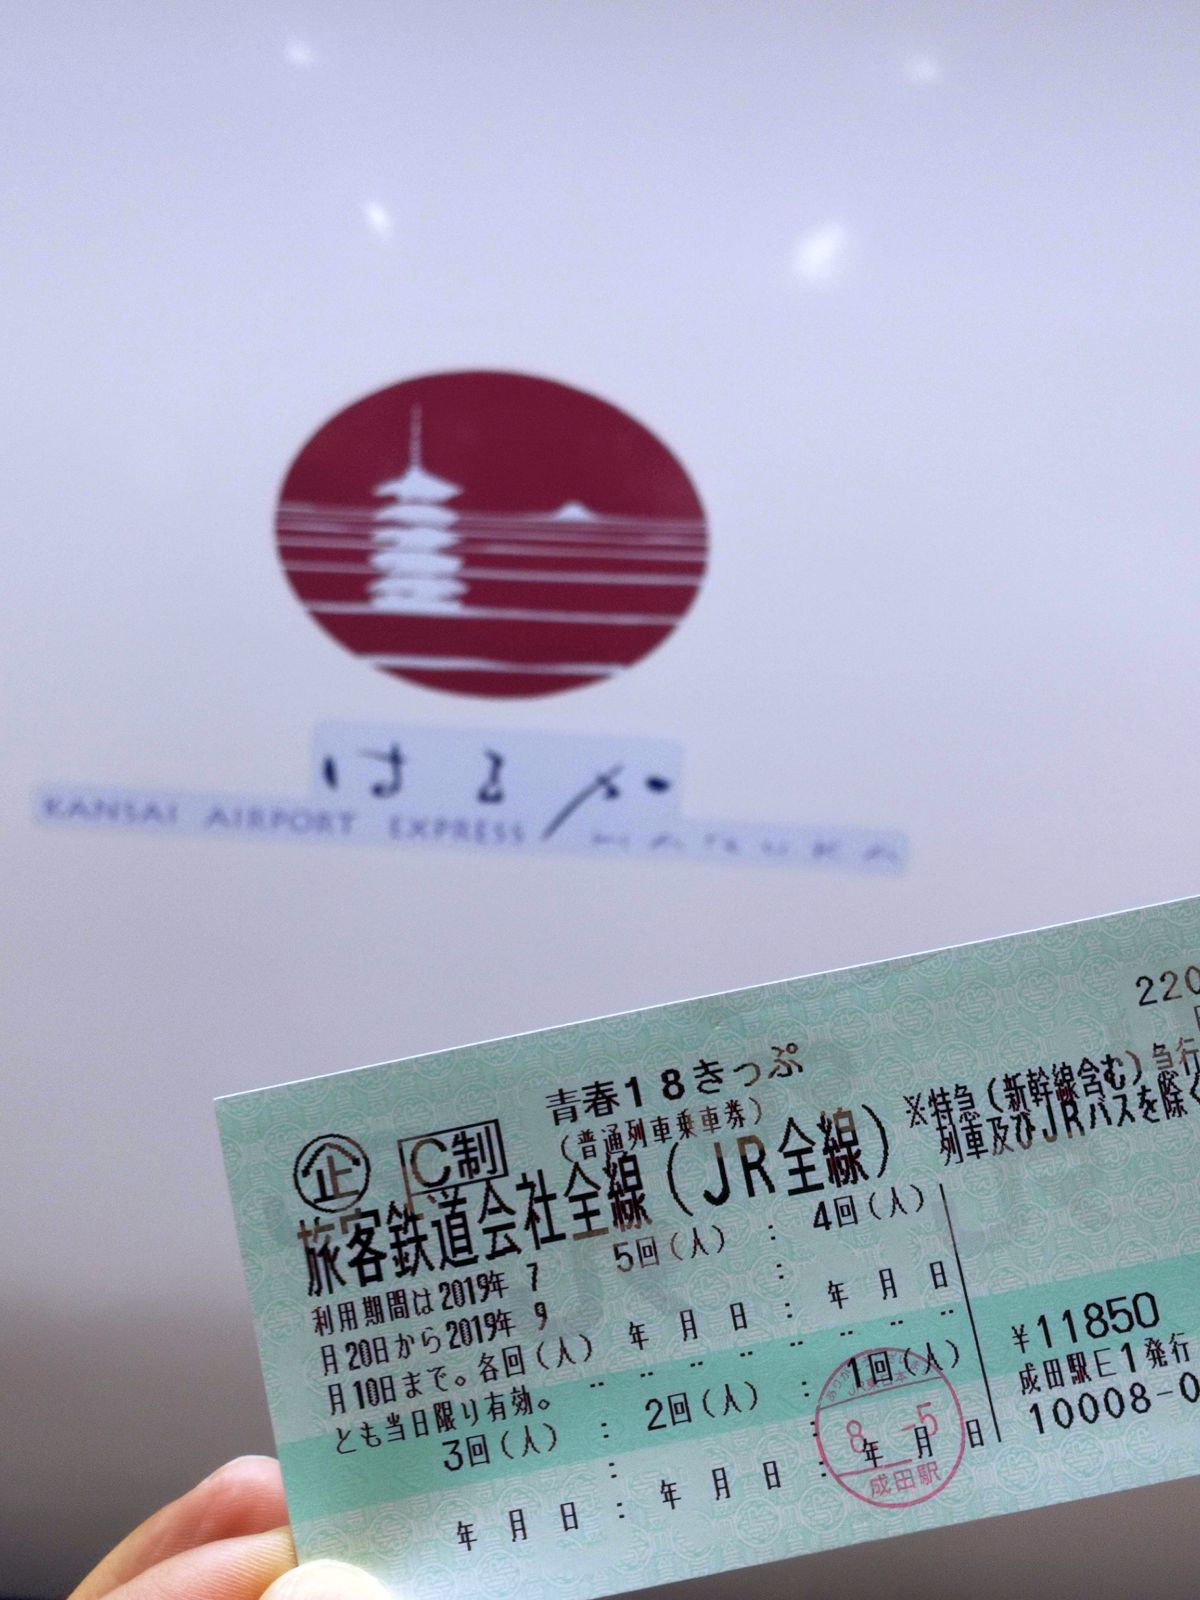 はるか
KANSAI AIRPORT EXPRESS HARUKA
220
青春18きっぷ
(普通列車乗車券)
企 C制
※特急(新幹線含む)急行
列車及びJRバスを除く
旅客鉄道会社全線(JR全線)
利用期間は2019年 7
月20日から2019年 9
月10日まで。各回(人)
とも当日限り有効。
5回(人) : 4回(人)
年 月 日 : 年 月 日
3回(人) : 2回(人) : 1回(人)
年 月 日 : 年 月 日 : 年 月 日
JR東日本
8.-5
成田駅
¥11850
成田駅E1発行
10008-0